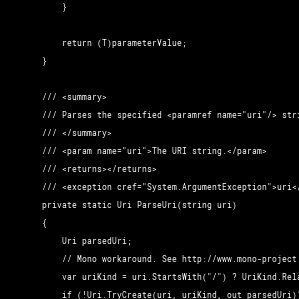 }
return (T)parameterValue;
}
/// <summary>
/// Parses the specified <paramref name="uri"/> stri
/// </summary>
/// <param name="uri">The URI string.</param>
/// <returns></returns>
/// <exception cref="System.ArgumentException">uri</
private static Uri ParseUri(string uri)
{
Uri parsedUri;
// Mono workaround. See http://www.mono-project
var uriKind = uri.StartsWith("/") ? UriKind.Rela
if (!Uri.TryCreate(uri, uriKind, out parsedUri)